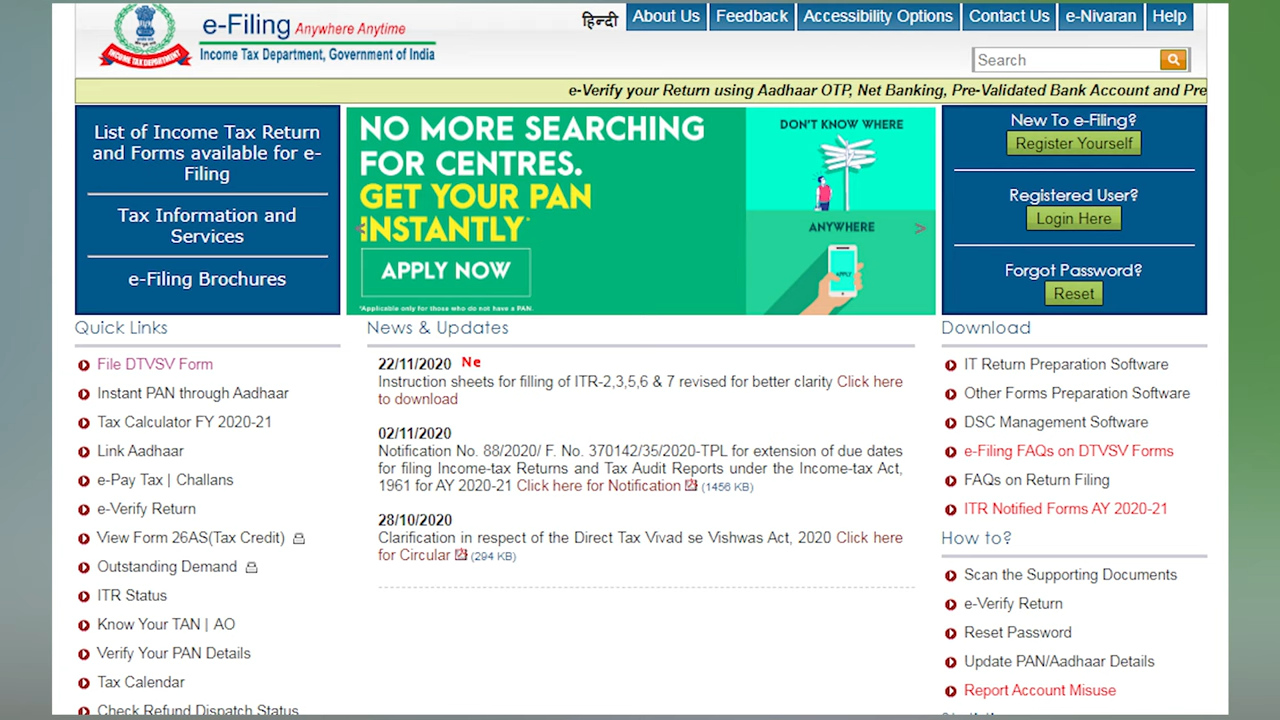 हिन्दी
About Us
Feedback
Accessibility Options
Contact Us
e-Nivaran
Help
INCOME TAX DEPARTMENT
e-Filing Anywhere Anytime
Income Tax Department, Government of India
Search
e-Verify your Return using Aadhaar OTP, Net Banking, Pre-Validated Bank Account and Pre
List of Income Tax Return
and Forms available for e-
Filing
Tax Information and
Services
e-Filing Brochures
NO MORE SEARCHING
FOR CENTRES.
GET YOUR PAN
INSTANTLY*
APPLY NOW
*Applicable only for those who do not have a PAN.
DON'T KNOW WHERE
ANYWHERE
APPLY
New To e-Filing?
Register Yourself
Registered User?
Login Here
Forgot Password?
Reset
Quick Links
File DTVSV Form
Instant PAN through Aadhaar
Tax Calculator FY 2020-21
Link Aadhaar
e-Pay Tax | Challans
e-Verify Return
View Form 26AS(Tax Credit)
Outstanding Demand
ITR Status
Know Your TAN | AO
Verify Your PAN Details
Tax Calendar
Check Refund Dispatch Status
News & Updates
22/11/2020 Ne
Instruction sheets for filling of ITR-2,3,5,6 & 7 revised for better clarity Click here
to download
02/11/2020
Notification No. 88/2020/ F. No. 370142/35/2020-TPL for extension of due dates
for filing Income-tax Returns and Tax Audit Reports under the Income-tax Act,
1961 for AY 2020-21 Click here for Notification (1456 KB)
28/10/2020
Clarification in respect of the Direct Tax Vivad se Vishwas Act, 2020 Click here
for Circular (294 KB)
Download
IT Return Preparation Software
Other Forms Preparation Software
DSC Management Software
e-Filing FAQs on DTVSV Forms
FAQs on Return Filing
ITR Notified Forms AY 2020-21
How to?
Scan the Supporting Documents
e-Verify Return
Reset Password
Update PAN/Aadhaar Details
Report Account Misuse